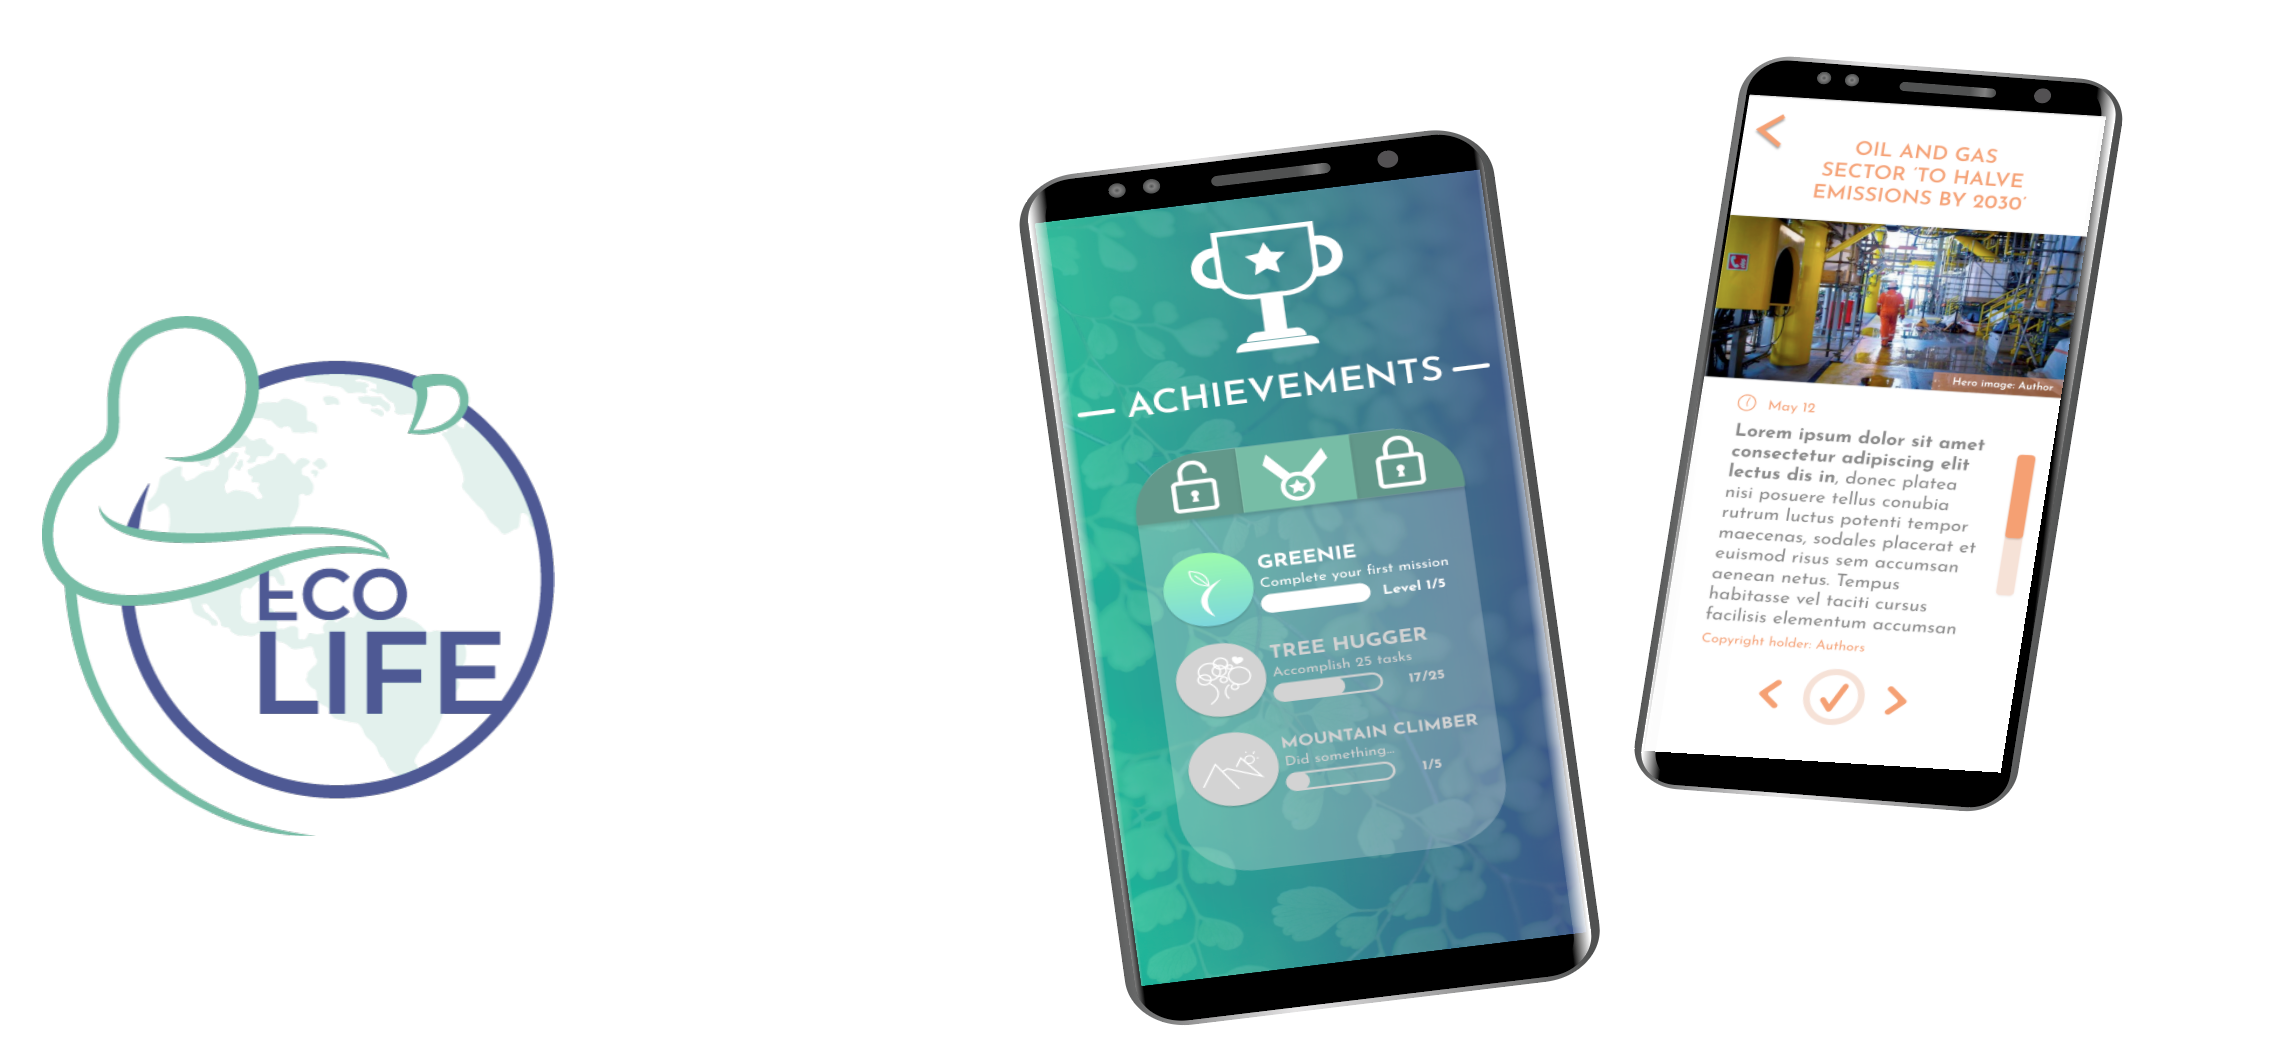 ECO
LIFE
ACHIEVEMENTS
GREENIE
Complete your first mission
Level 1/5
TREE HUGGER
Accomplish 25 tasks
17/25
MOUNTAIN CLIMBER
Did something...
1/5
OIL AND GAS
SECTOR 'TO HALVE
EMISSIONS BY 2030'
Hero image: Author
May 12
Lorem ipsum dolor sit amet
consectetur adipiscing elit
lectus dis in, donec platea
nisi posuere tellus conubia
rutrum luctus potenti tempor
maecenas, sodales placerat et
euismod risus sem accumsan
aenean netus. Tempus
habitasse vel taciti cursus
facilisis elementum accumsan
Copyright holder: Authors